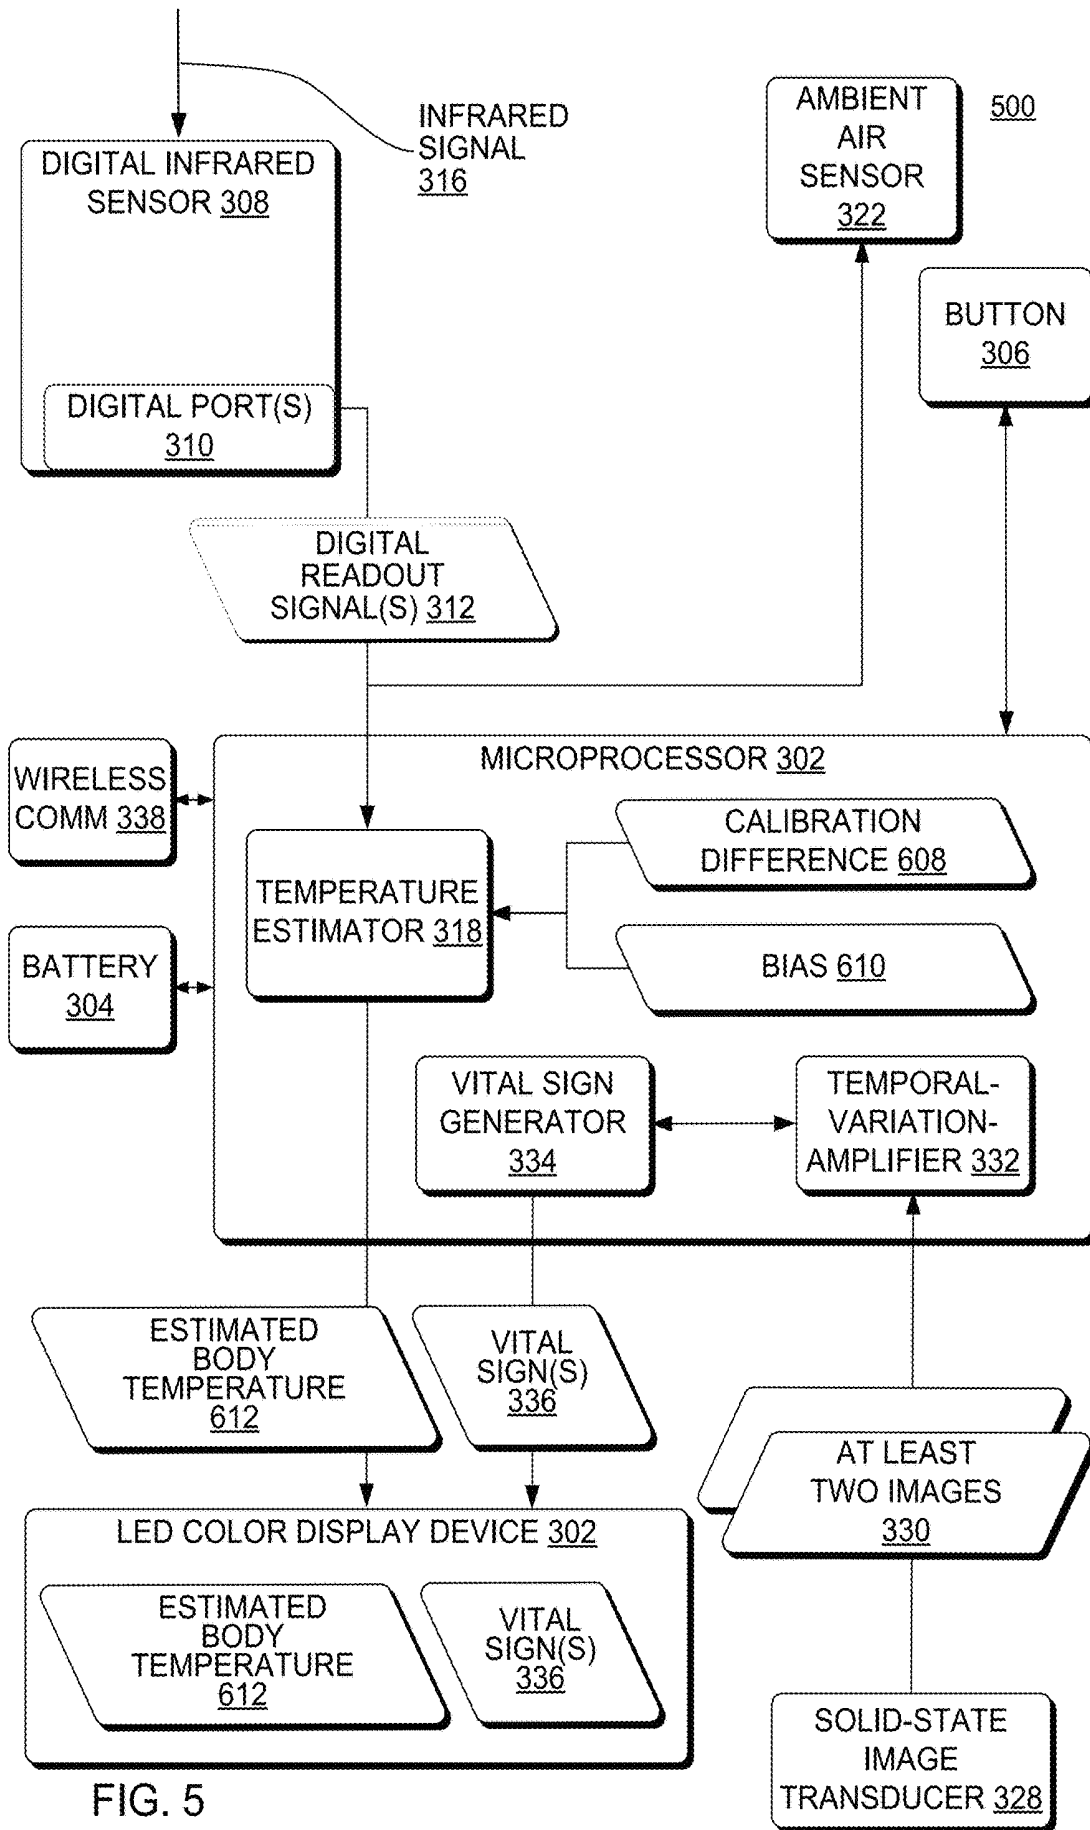 INFRARED
SIGNAL
316
AMBIENT
AIR
SENSOR
322
500
DIGITAL INFRARED
SENSOR 308
BUTTON
306
DIGITAL PORT(S)
310
DIGITAL
READOUT
SIGNAL(S) 312
WIRELESS
COMM 338
MICROPROCESSOR 302
CALIBRATION
DIFFERENCE 608
TEMPERATURE
ESTIMATOR 318
BATTERY
304
BIAS 610
VITAL SIGN
GENERATOR
334
TEMPORAL-
VARIATION-
AMPLIFIER 332
ESTIMATED
BODY
TEMPERATURE
612
VITAL
SIGN(S)
336
AT LEAST
TWO IMAGES
330
LED COLOR DISPLAY DEVICE 302
ESTIMATED
BODY
TEMPERATURE
612
VITAL
SIGN(S)
336
SOLID-STATE
IMAGE
TRANSDUCER 328
FIG. 5